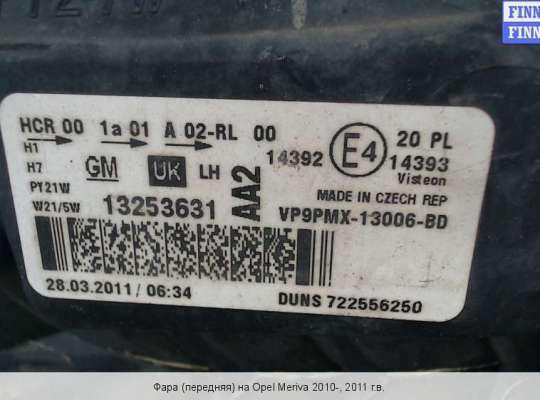 FINN
FINN
HCR 00 1a 01 A 02-RL 00
H1
H7
PY21W
W21/5W
GM UK LH
AA2
14392 E4 20 PL
14393
Visteon
MADE IN CZECH REP
13253631
VP9PMX-13006-BD
28.03.2011/ 06:34
DUNS 722556250
Фара (передняя) на Opel Meriva 2010-, 2011 г.в.